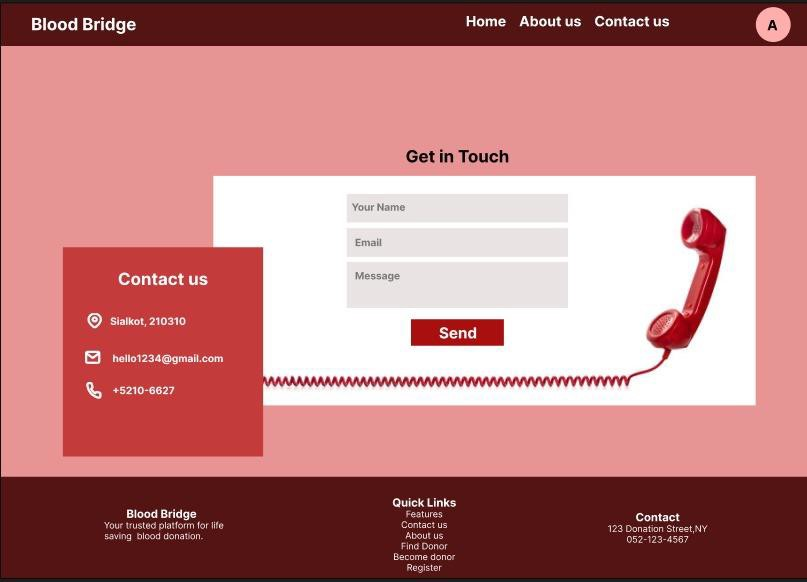 Blood Bridge
Home About us Contact us
A
Get in Touch
Your Name
Email
Message
Send
Contact us
Sialkot, 210310
hello1234@gmail.com
+5210-6627
Blood Bridge
Your trusted platform for life
saving blood donation.
Quick Links
Features
Contact us
About us
Find Donor
Become donor
Register
Contact
123 Donation Street,NY
052-123-4567